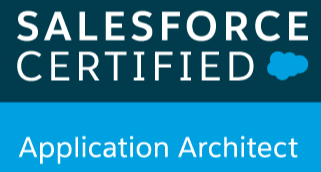 SALESFORCE
CERTIFIED
Application Architect